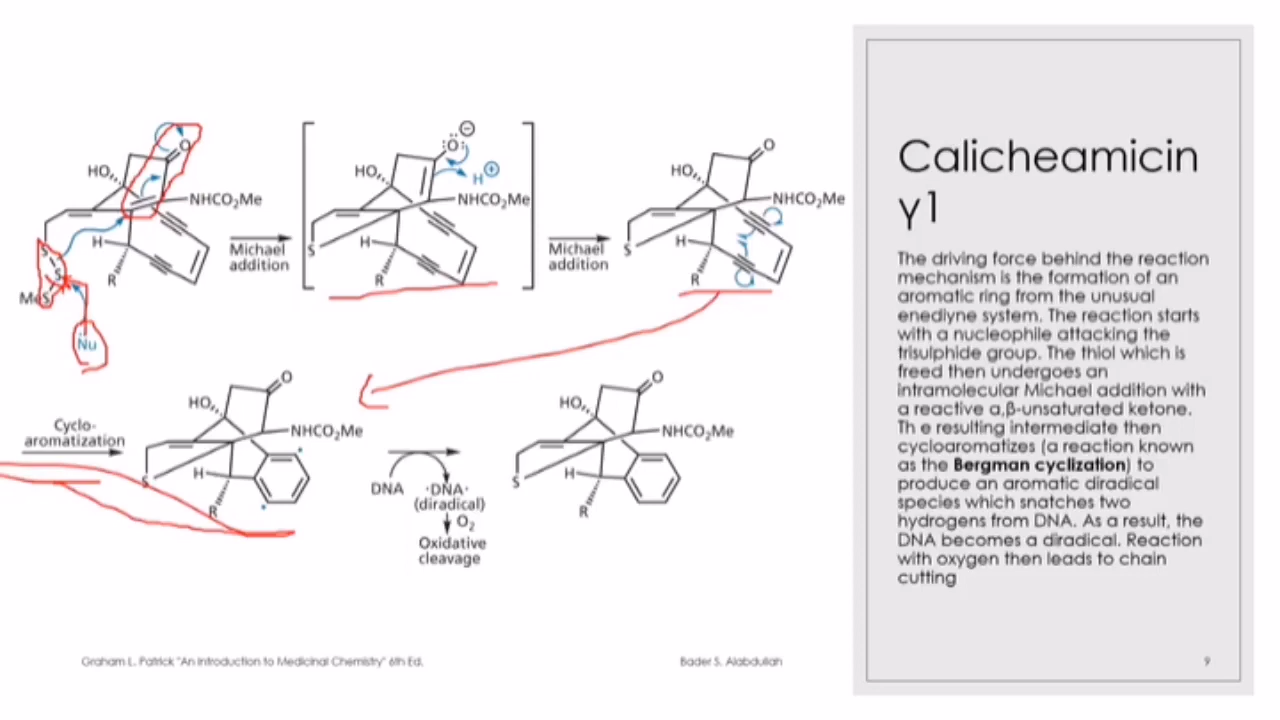 O
HO
NHCO₂Me
H
R
S
S
MeS
Nu
Michael
addition
⊖
:O:
HO
H⊕
NHCO₂Me
S
H
R
Michael
addition
O
HO
NHCO₂Me
S
H
R
Cyclo-
aromatization
O
HO
NHCO₂Me
H
S
R
DNA
·DNA·
(diradical)
O₂
Oxidative
cleavage
O
HO
NHCO₂Me
H
S
R
Graham L. Patrick "An Introduction to Medicinal Chemistry" 6th Ed.
Bader S. Alabdullah
Calicheamicin
γ1
The driving force behind the reaction
mechanism is the formation of an
aromatic ring from the unusual
enediyne system. The reaction starts
with a nucleophile attacking the
trisulphide group. The thiol which is
freed then undergoes an
intramolecular Michael addition with
a reactive α,β-unsaturated ketone.
Th e resulting intermediate then
cycloaromatizes (a reaction known
as the Bergman cyclization) to
produce an aromatic diradical
species which snatches two
hydrogens from DNA. As a result, the
DNA becomes a diradical. Reaction
with oxygen then leads to chain
cutting
9